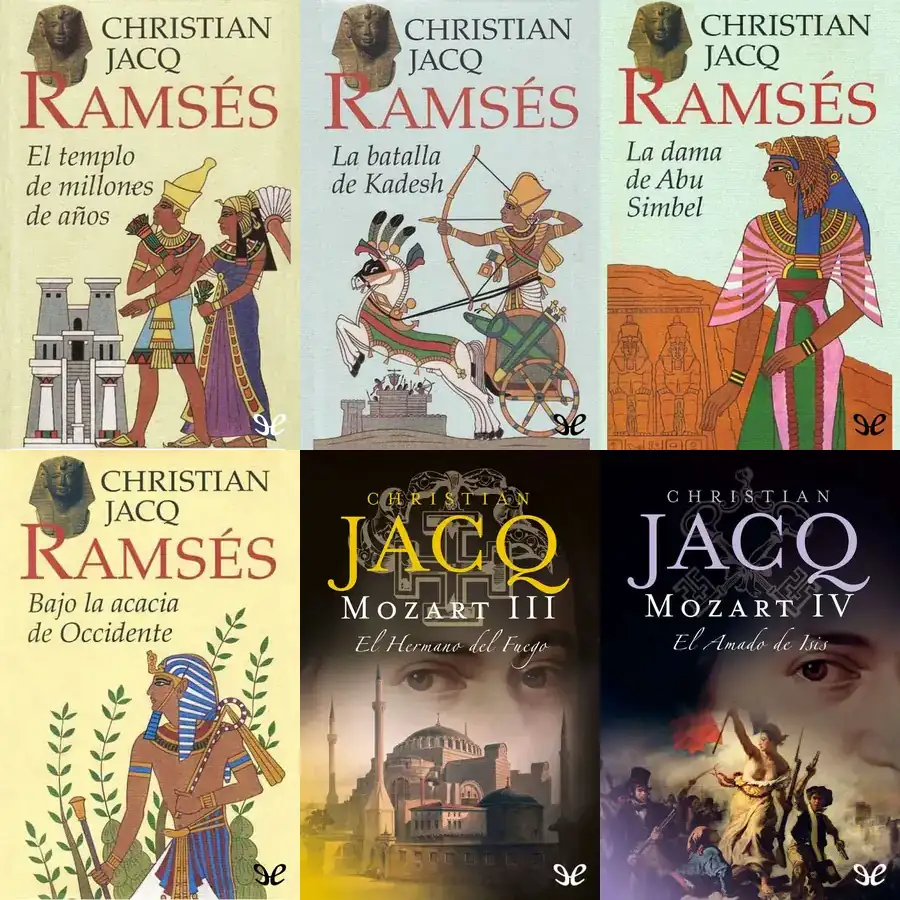 CHRISTIAN
JACQ
RAMSÉS
El templo
de millones
de años
CHRISTIAN
JACQ
RAMSÉS
La batalla
de Kadesh
CHRISTIAN
JACQ
RAMSÉS
La dama
de Abu
Simbel
CHRISTIAN
JACQ
RAMSÉS
Bajo la acacia
de Occidente
CHRISTIAN
JACQ
MOZART III
El Hermano del Fuego
CHRISTIAN
JACQ
MOZART IV
El Amado de Isis